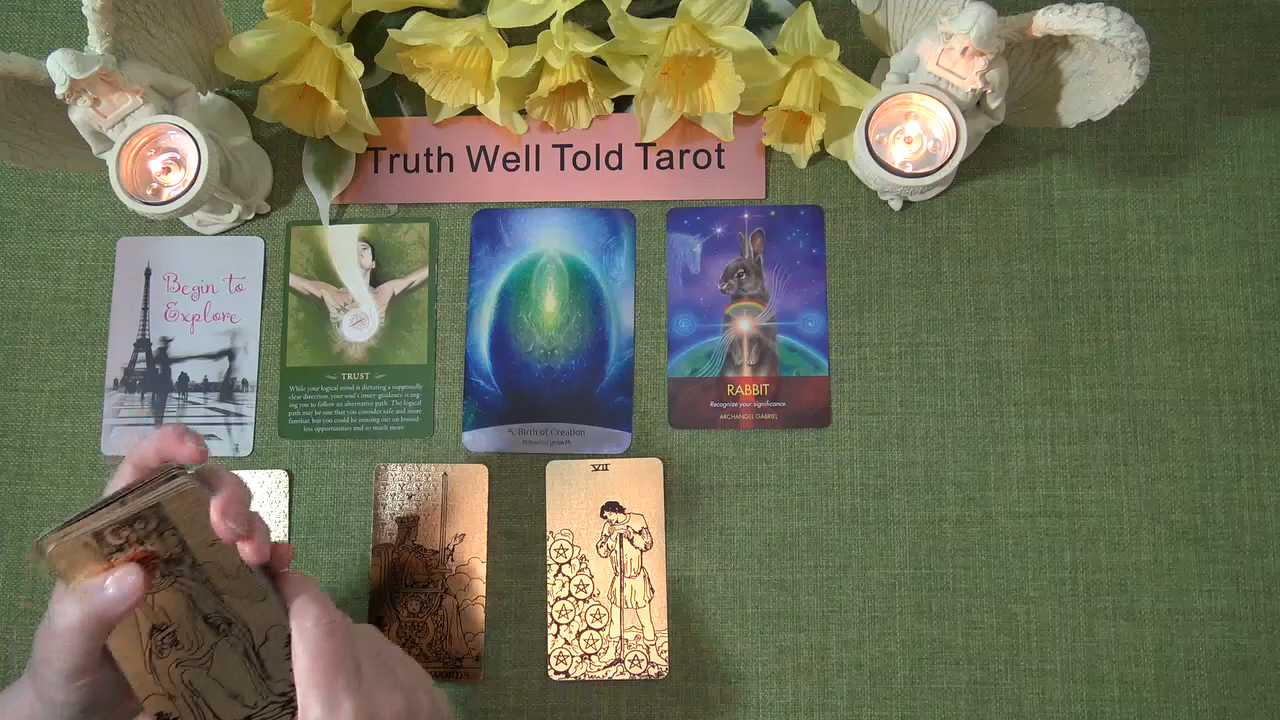 Truth Well Told Tarot
Begin to
Explore
TRUST
While your logical mind is dictating a supposedly
clear direction, your soul's inner-guidance is urg-
ing you to follow an alternative path. The logical
path may be one that you consider safe and more
familiar, but you could be missing out on bound-
less opportunities and so much more
5. Birth of Creation
Potential growth
RABBIT
Recognize your significance.
ARCHANGEL GABRIEL
VII
WORDS